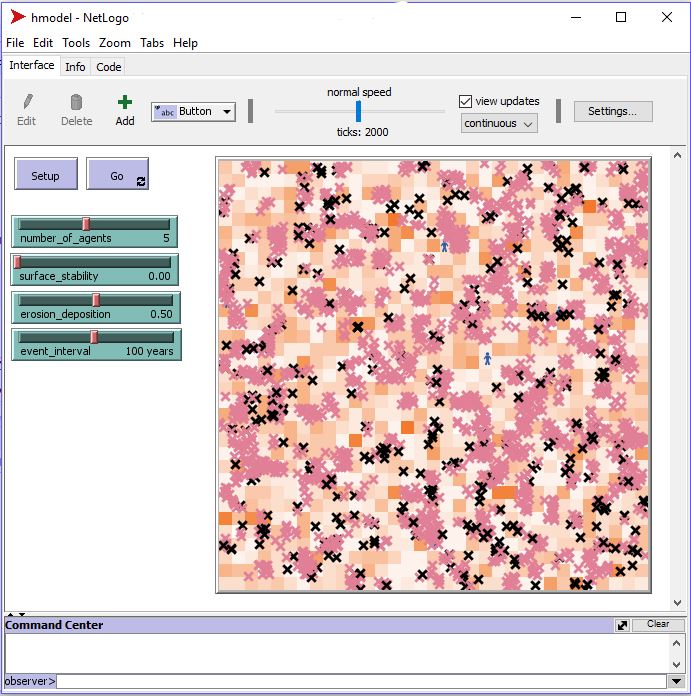 hmodel - NetLogo
File Edit Tools Zoom Tabs Help
Interface Info Code
normal speed
view updates
Edit Delete Add abc Button ticks: 2000 continuous Settings...
Setup Go
number_of_agents 5
surface_stability 0.00
erosion_deposition 0.50
event_interval 100 years
Command Center Clear
observer>